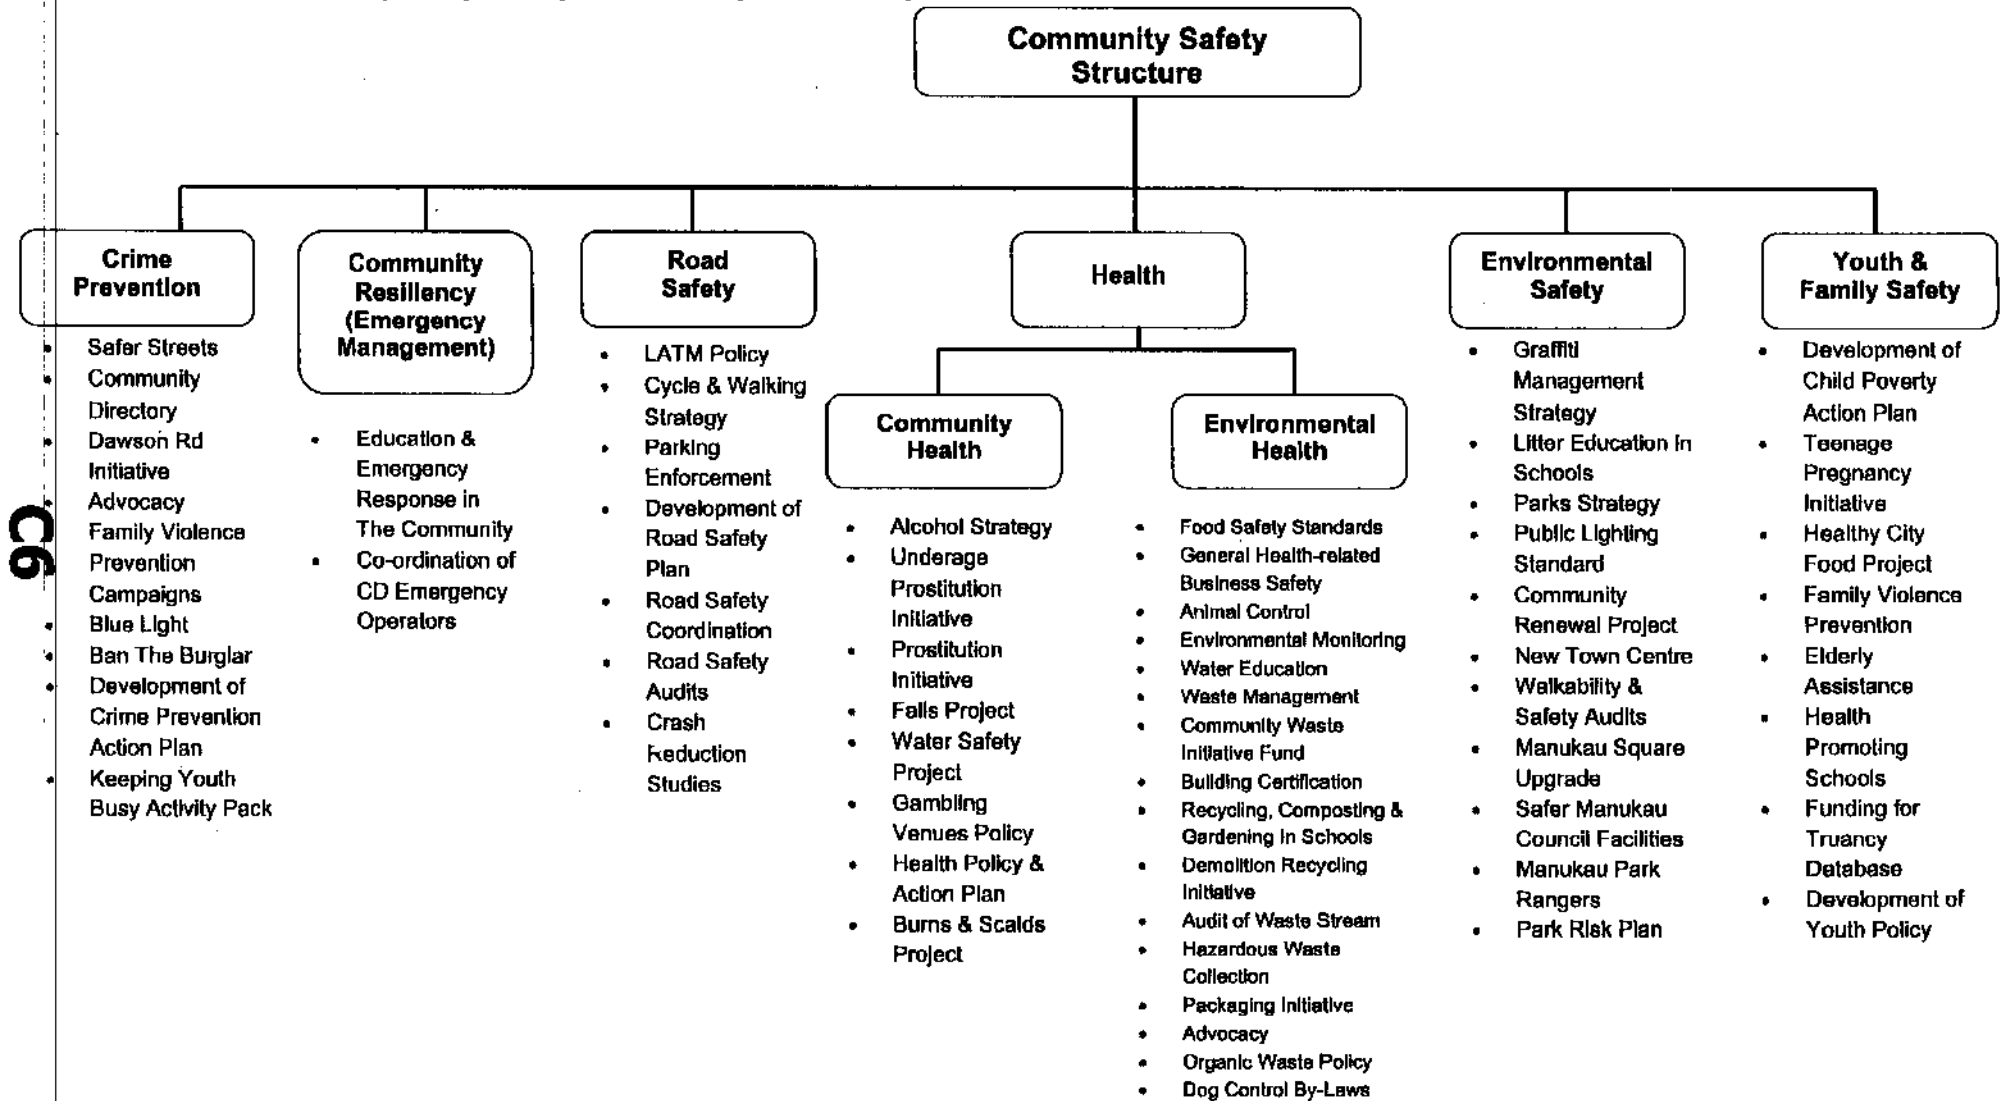 Community Safety
Structure
Crime
Prevention
Safer Streets
Community
Directory
Dawson Rd
Initiative
Advocacy
Family Violence
Prevention
Campaigns
Blue Light
Ban The Burglar
Development of
Crime Prevention
Action Plan
Keeping Youth
Busy Activity Pack
Community
Resiliency
(Emergency
Management)
Education &
Emergency
Response in
The Community
Co-ordination of
CD Emergency
Operators
Road
Safety
LATM Policy
Cycle & Walking
Strategy
Parking
Enforcement
Development of
Road Safety
Plan
Road Safety
Coordination
Road Safety
Audits
Crash
Reduction
Studies
Health
Community
Health
Alcohol Strategy
Underage
Prostitution
Initiative
Prostitution
Initiative
Falls Project
Water Safety
Project
Gambling
Venues Policy
Health Policy &
Action Plan
Burns & Scalds
Project
Environmental
Health
Food Safety Standards
General Health-related
Business Safety
Animal Control
Environmental Monitoring
Water Education
Waste Management
Community Waste
Initiative Fund
Building Certification
Recycling, Composting &
Gardening in Schools
Demolition Recycling
Initiative
Audit of Waste Stream
Hazardous Waste
Collection
Packaging Initiative
Advocacy
Organic Waste Policy
Dog Control By-Laws
Environmental
Safety
Graffiti
Management
Strategy
Litter Education in
Schools
Parks Strategy
Public Lighting
Standard
Community
Renewal Project
New Town Centre
Walkability &
Safety Audits
Manukau Square
Upgrade
Safer Manukau
Council Facilities
Manukau Park
Rangers
Park Risk Plan
Youth &
Family Safety
Development of
Child Poverty
Action Plan
Teenage
Pregnancy
Initiative
Healthy City
Food Project
Family Violence
Prevention
Elderly
Assistance
Health
Promoting
Schools
Funding for
Truancy
Database
Development of
Youth Policy
C6